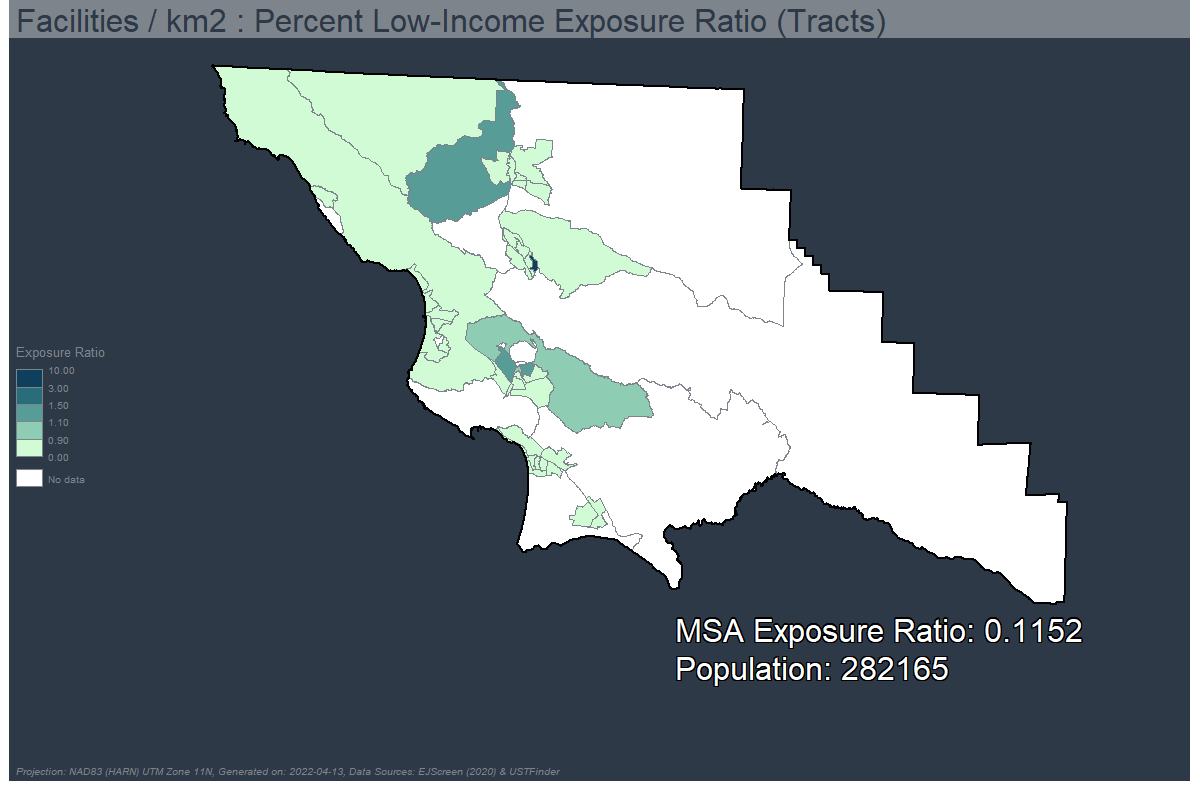 Facilities / km2 : Percent Low-Income Exposure Ratio (Tracts)
Exposure Ratio
10.00
3.00
1.50
1.10
0.90
0.00
No data
MSA Exposure Ratio: 0.1152
Population: 282165
Projection: NAD83 (HARN) UTM Zone 11N, Generated on: 2022-04-13, Data Sources: EJScreen (2020) & USTFinder